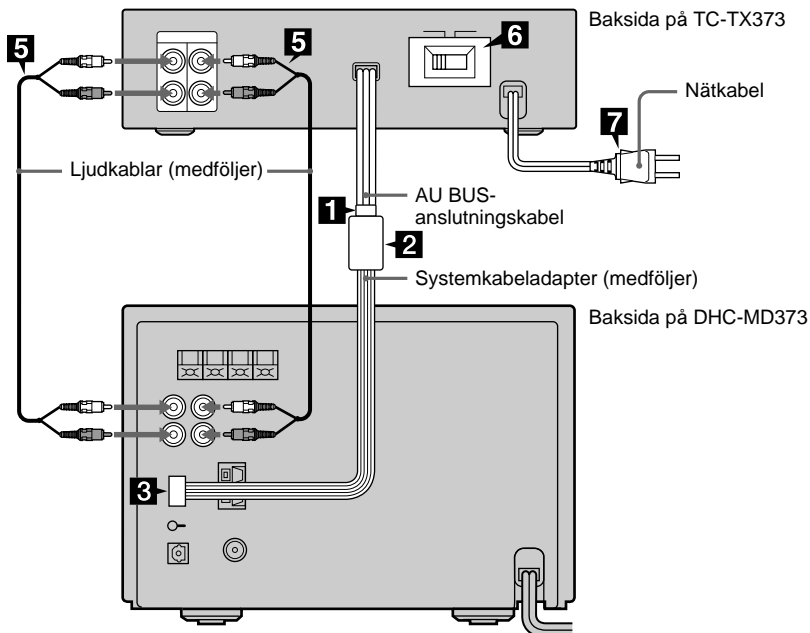 Baksida på TC-TX373
5
5
6
7
Nätkabel
Ljudkablar (medföljer)
1
AU BUS-
anslutningskabel
2
Systemkabeladapter (medföljer)
Baksida på DHC-MD373
3